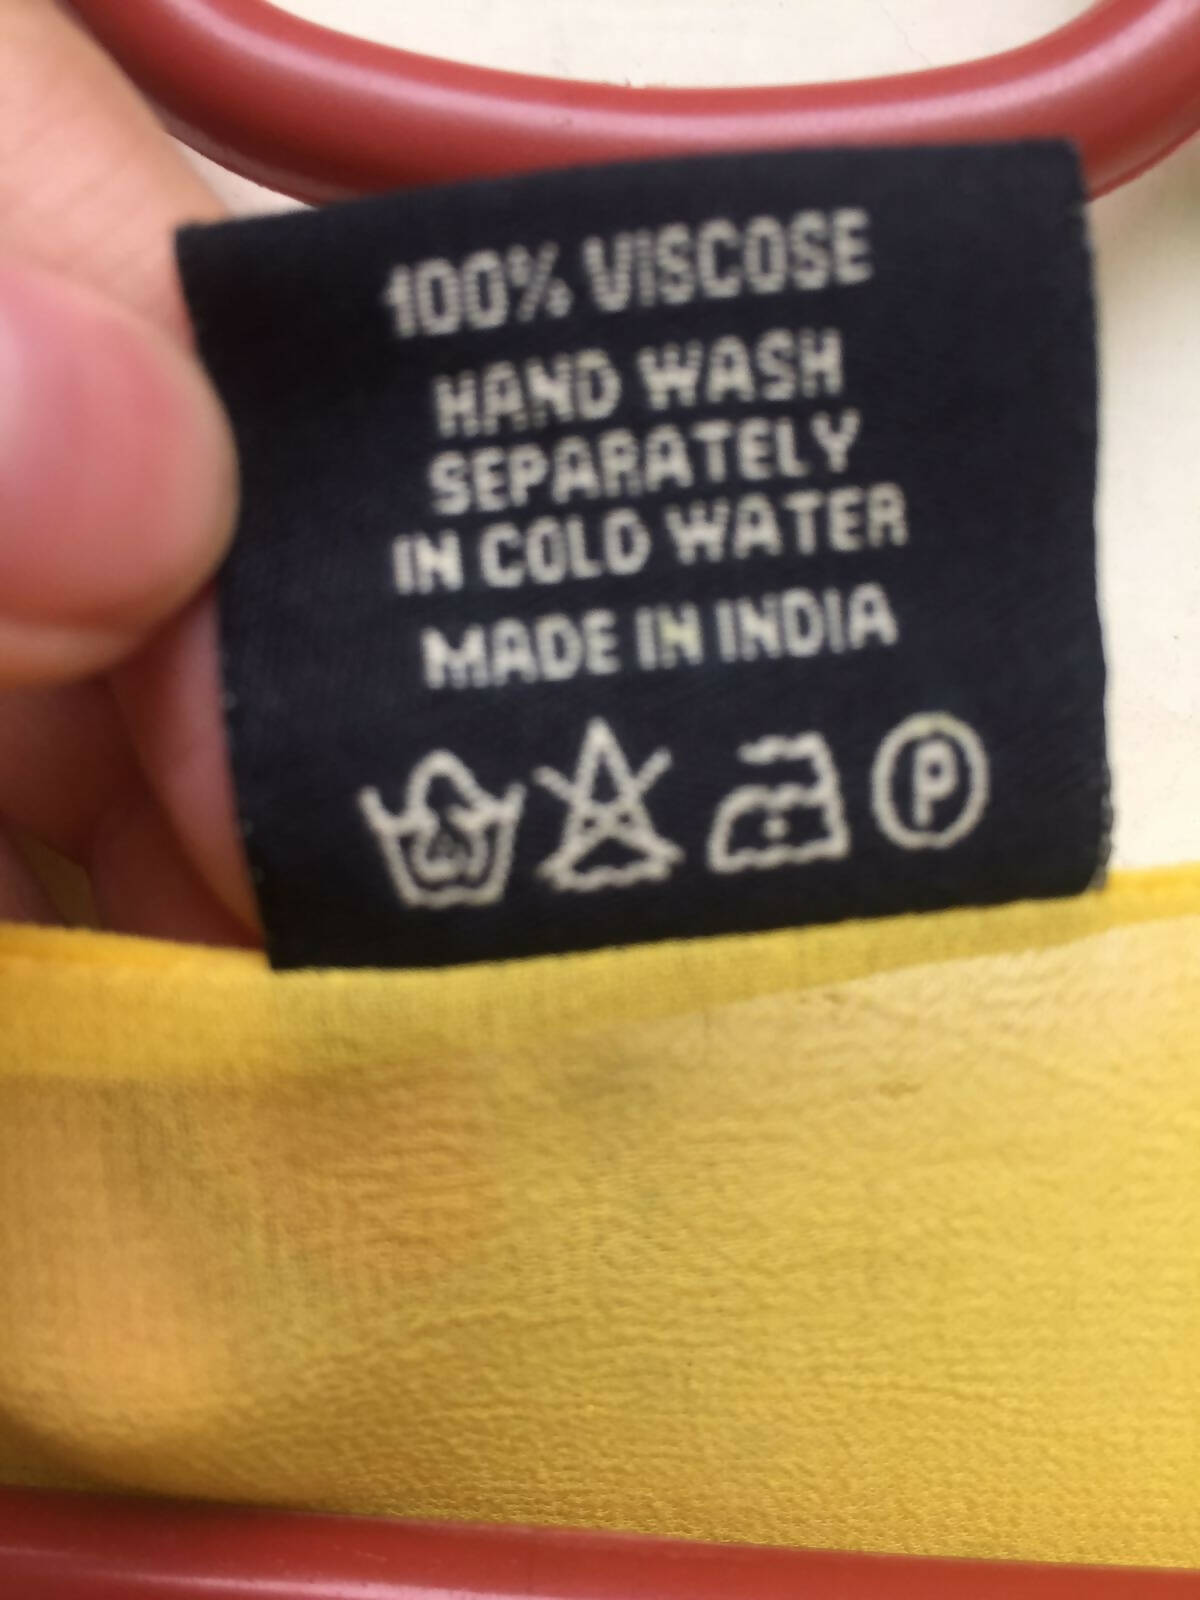 100% VISCOSE
HAND WASH
SEPARATELY
IN COLD WATER
MADE IN INDIA
P